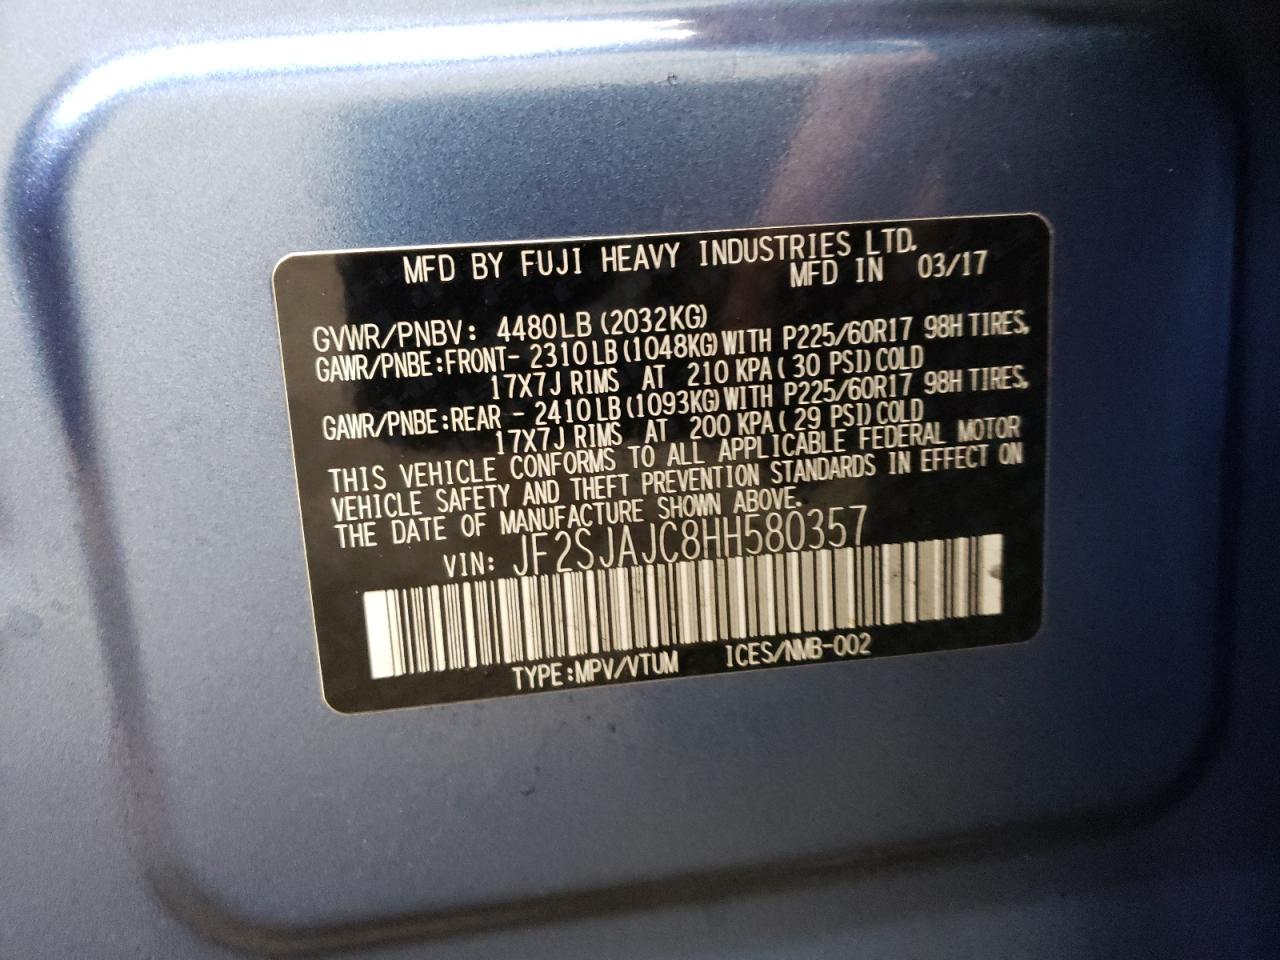 MFD BY FUJI HEAVY INDUSTRIES LTD.
MFD IN 03/17
GVWR/PNBV: 4480LB(2032KG)
GAWR/PNBE:FRONT- 2310LB(1048KG)WITH P225/60R17 98H TIRES,
17X7J RIMS AT 210 KPA( 30 PSI)COLD
GAWR/PNBE:REAR - 2410LB(1093KG)WITH P225/60R17 98H TIRES,
17X7J RIMS AT 200 KPA( 29 PSI)COLD
THIS VEHICLE CONFORMS TO ALL APPLICABLE FEDERAL MOTOR
VEHICLE SAFETY AND THEFT PREVENTION STANDARDS IN EFFECT ON
THE DATE OF MANUFACTURE SHOWN ABOVE.
VIN: JF2SJAJC8HH580357
TYPE:MPV/VTUM ICES/NMB-002